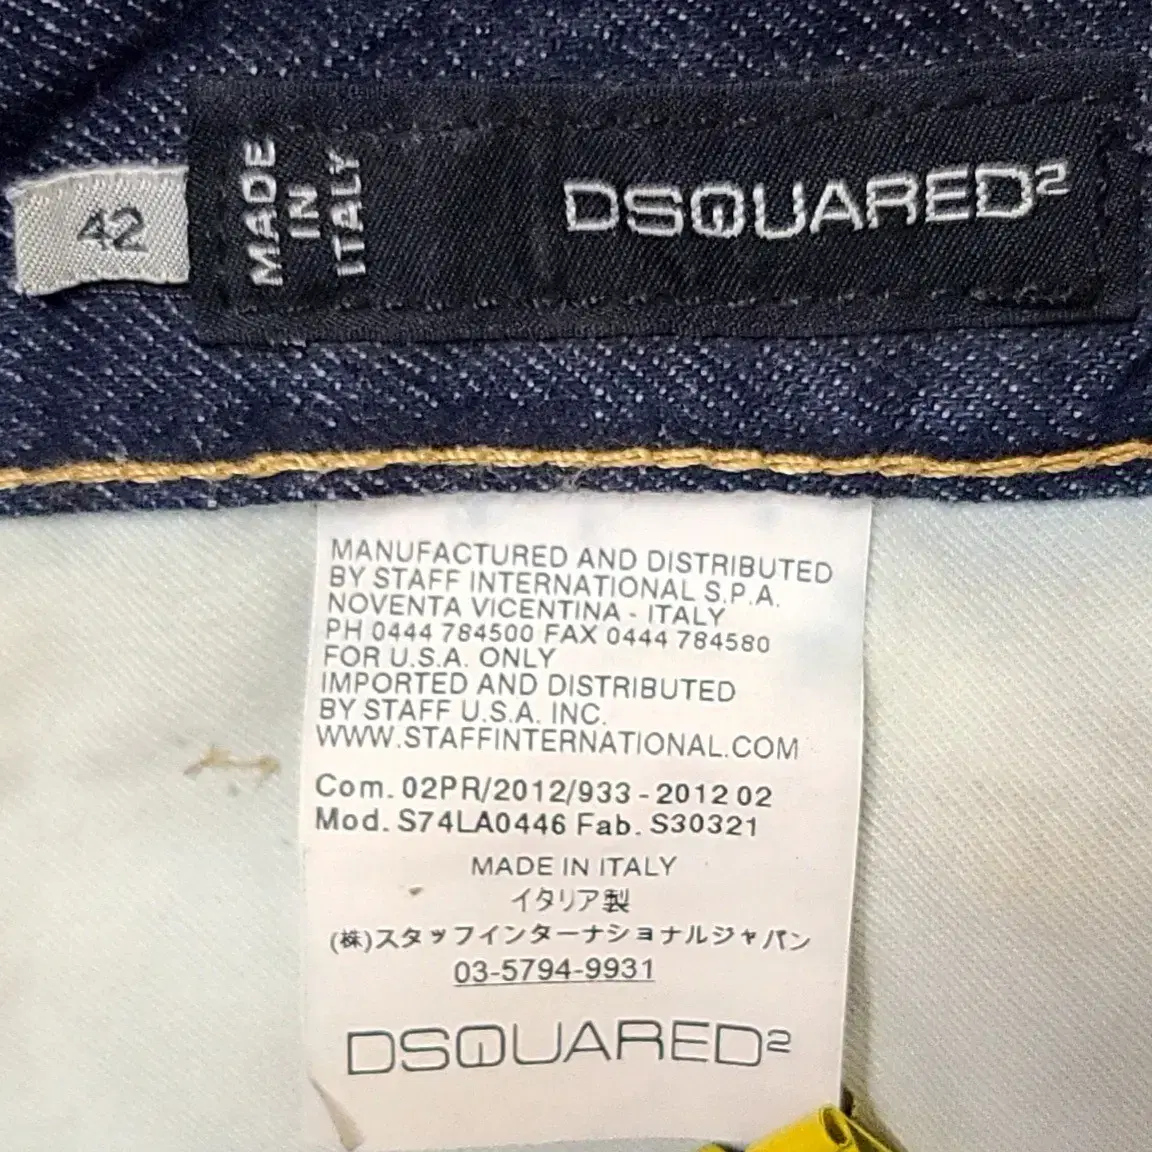 42
MADE
IN
ITALY
DSQUARED2
MANUFACTURED AND DISTRIBUTED
BY STAFF INTERNATIONAL S.P.A.
NOVENTA VICENTINA - ITALY
PH 0444 784500 FAX 0444 784580
FOR U.S.A. ONLY
IMPORTED AND DISTRIBUTED
BY STAFF U.S.A. INC.
WWW.STAFFINTERNATIONAL.COM
Com. 02PR/2012/933 - 2012 02
Mod. S74LA0446 Fab. S30321
MADE IN ITALY
イタリア製
(株)スタッフインターナショナルジャパン
03-5794-9931
DSQUARED2